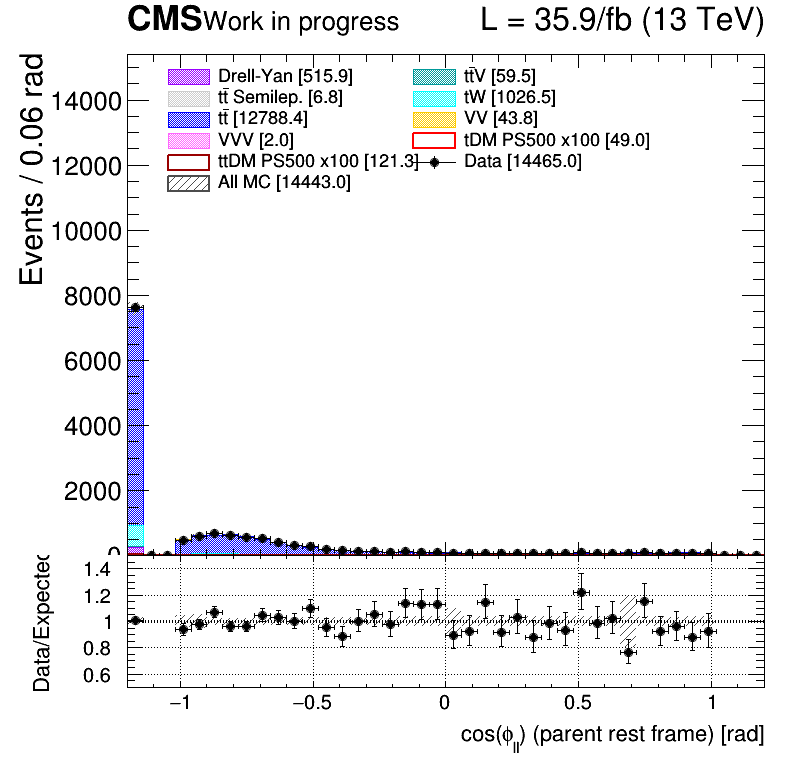 CMS Work in progress L = 35.9/fb (13 TeV)
Events / 0.06 rad
Drell-Yan [515.9]
tt̄V [59.5]
tt̄ Semilep. [6.8]
tW [1026.5]
tt̄ [12788.4]
VV [43.8]
VVV [2.0]
tDM PS500 x100 [49.0]
ttDM PS500 x100 [121.3]
Data [14465.0]
All MC [14443.0]
14000
12000
10000
8000
6000
4000
2000
0
Data/Expected
1.4
1.2
1
0.8
0.6
−1 −0.5 0 0.5 1
cos(ϕ_ll) (parent rest frame) [rad]